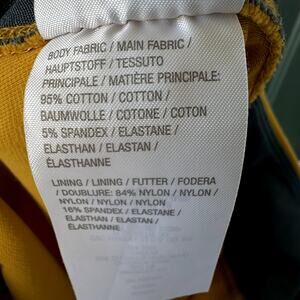 BODY FABRIC / MAIN FABRIC /
HAUPTSTOFF / TESSUTO
PRINCIPALE / MATIÈRE PRINCIPALE:
95% COTTON / COTTON /
BAUMWOLLE / COTONE / COTON
5% SPANDEX / ELASTANE /
ELASTHAN / ELASTAN /
ÉLASTHANNE
LINING / LINING / FUTTER / FODERA
/ DOUBLURE: 84% NYLON / NYLON /
NYLON / NYLON / NYLON
16% SPANDEX / ELASTANE /
ELASTHAN / ELASTAN /
ÉLASTHANNE